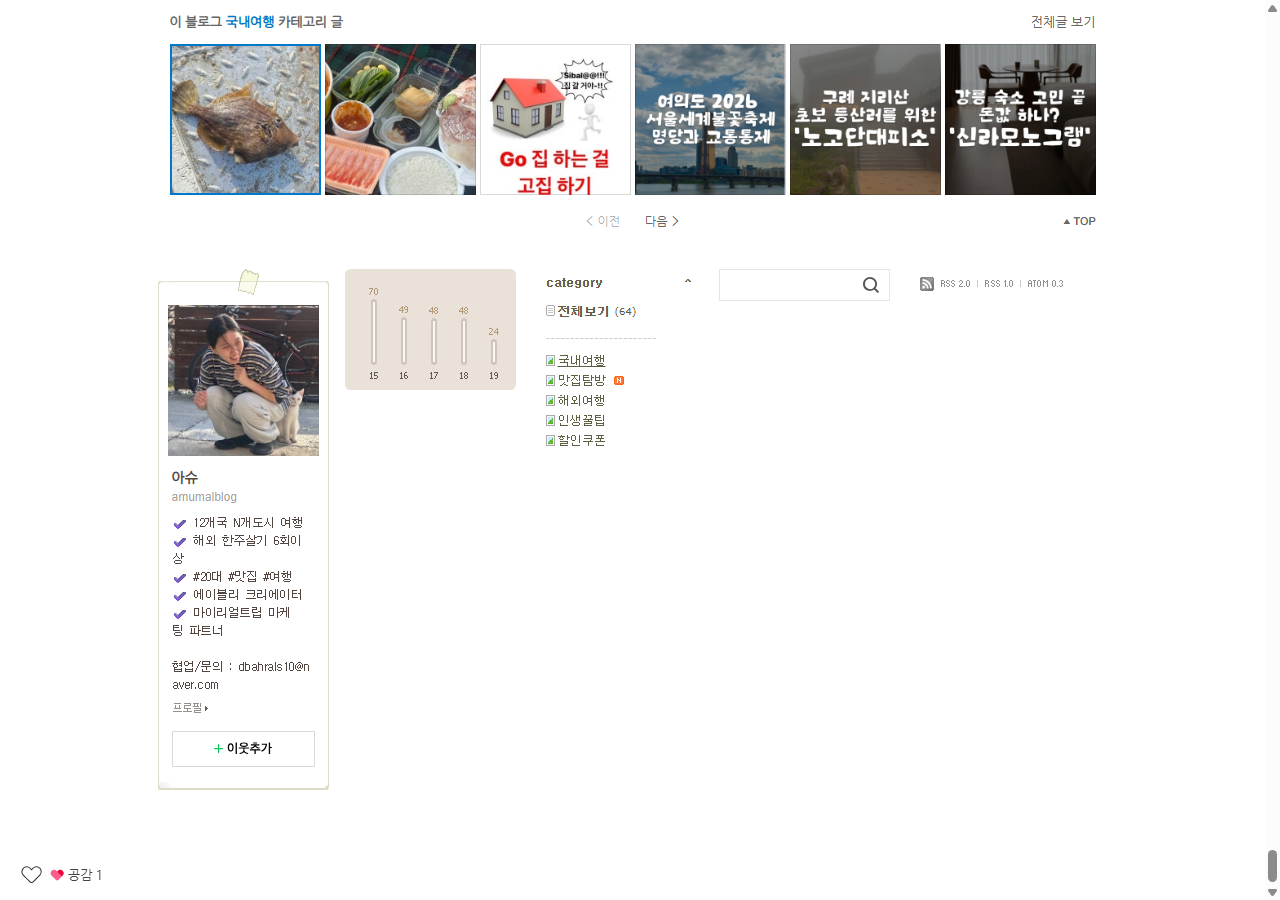 이 블로그 국내여행 카테고리 글
전체글 보기
Sibal@@!!!
집 갈 거야~!!
Go 집 하는 걸
고집 하기
여의도 2026
서울세계불꽃축제
명당과 교통통제
구례 지리산
초보 등산러를 위한
'노고단대피소'
강릉 숙소 고민 끝
돈값 하나?
'신라모노그램'
이전
다음
TOP
아슈
amumalblog
12개국 N개도시 여행
해외 한주살기 6회이
상
#20대 #맛집 #여행
에이블리 크리에이터
마이리얼트립 마케
팅 파트너
협업/문의 : dbahrals10@n
aver.com
프로필
+ 이웃추가
70
49
48
48
24
15 16 17 18 19
category
전체보기 (64)
국내여행
맛집탐방 N
해외여행
인생꿀팁
할인쿠폰
RSS 2.0 | RSS 1.0 | ATOM 0.3
공감 1